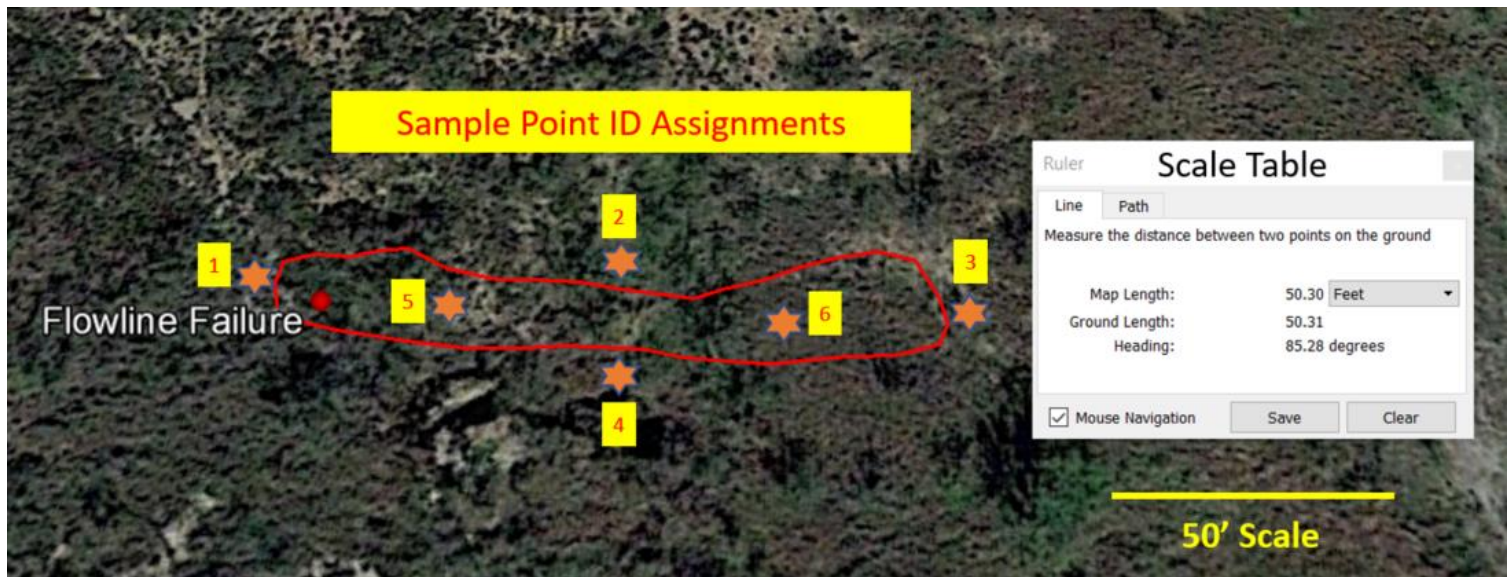 Sample Point ID Assignments
Ruler
Scale Table
Line
Path
Measure the distance between two points on the ground
Map Length:
50.30
Feet
Ground Length:
50.31
Heading:
85.28 degrees
Mouse Navigation
Save
Clear
1
2
3
5
6
Flowline Failure
4
50’ Scale